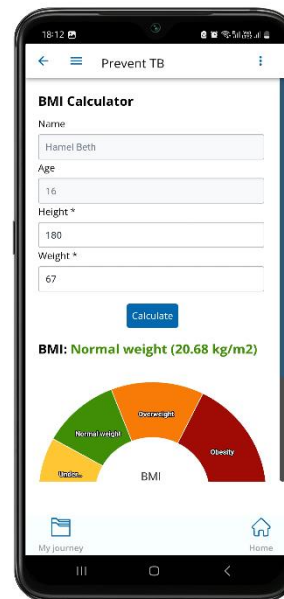 18:12
Prevent TB
BMI Calculator
Name
Hamel Beth
Age
16
Height *
180
Weight *
67
Calculate
BMI: Normal weight (20.68 kg/m2)
Under..
Normal weight
Overweight
Obesity
BMI
My journey
Home